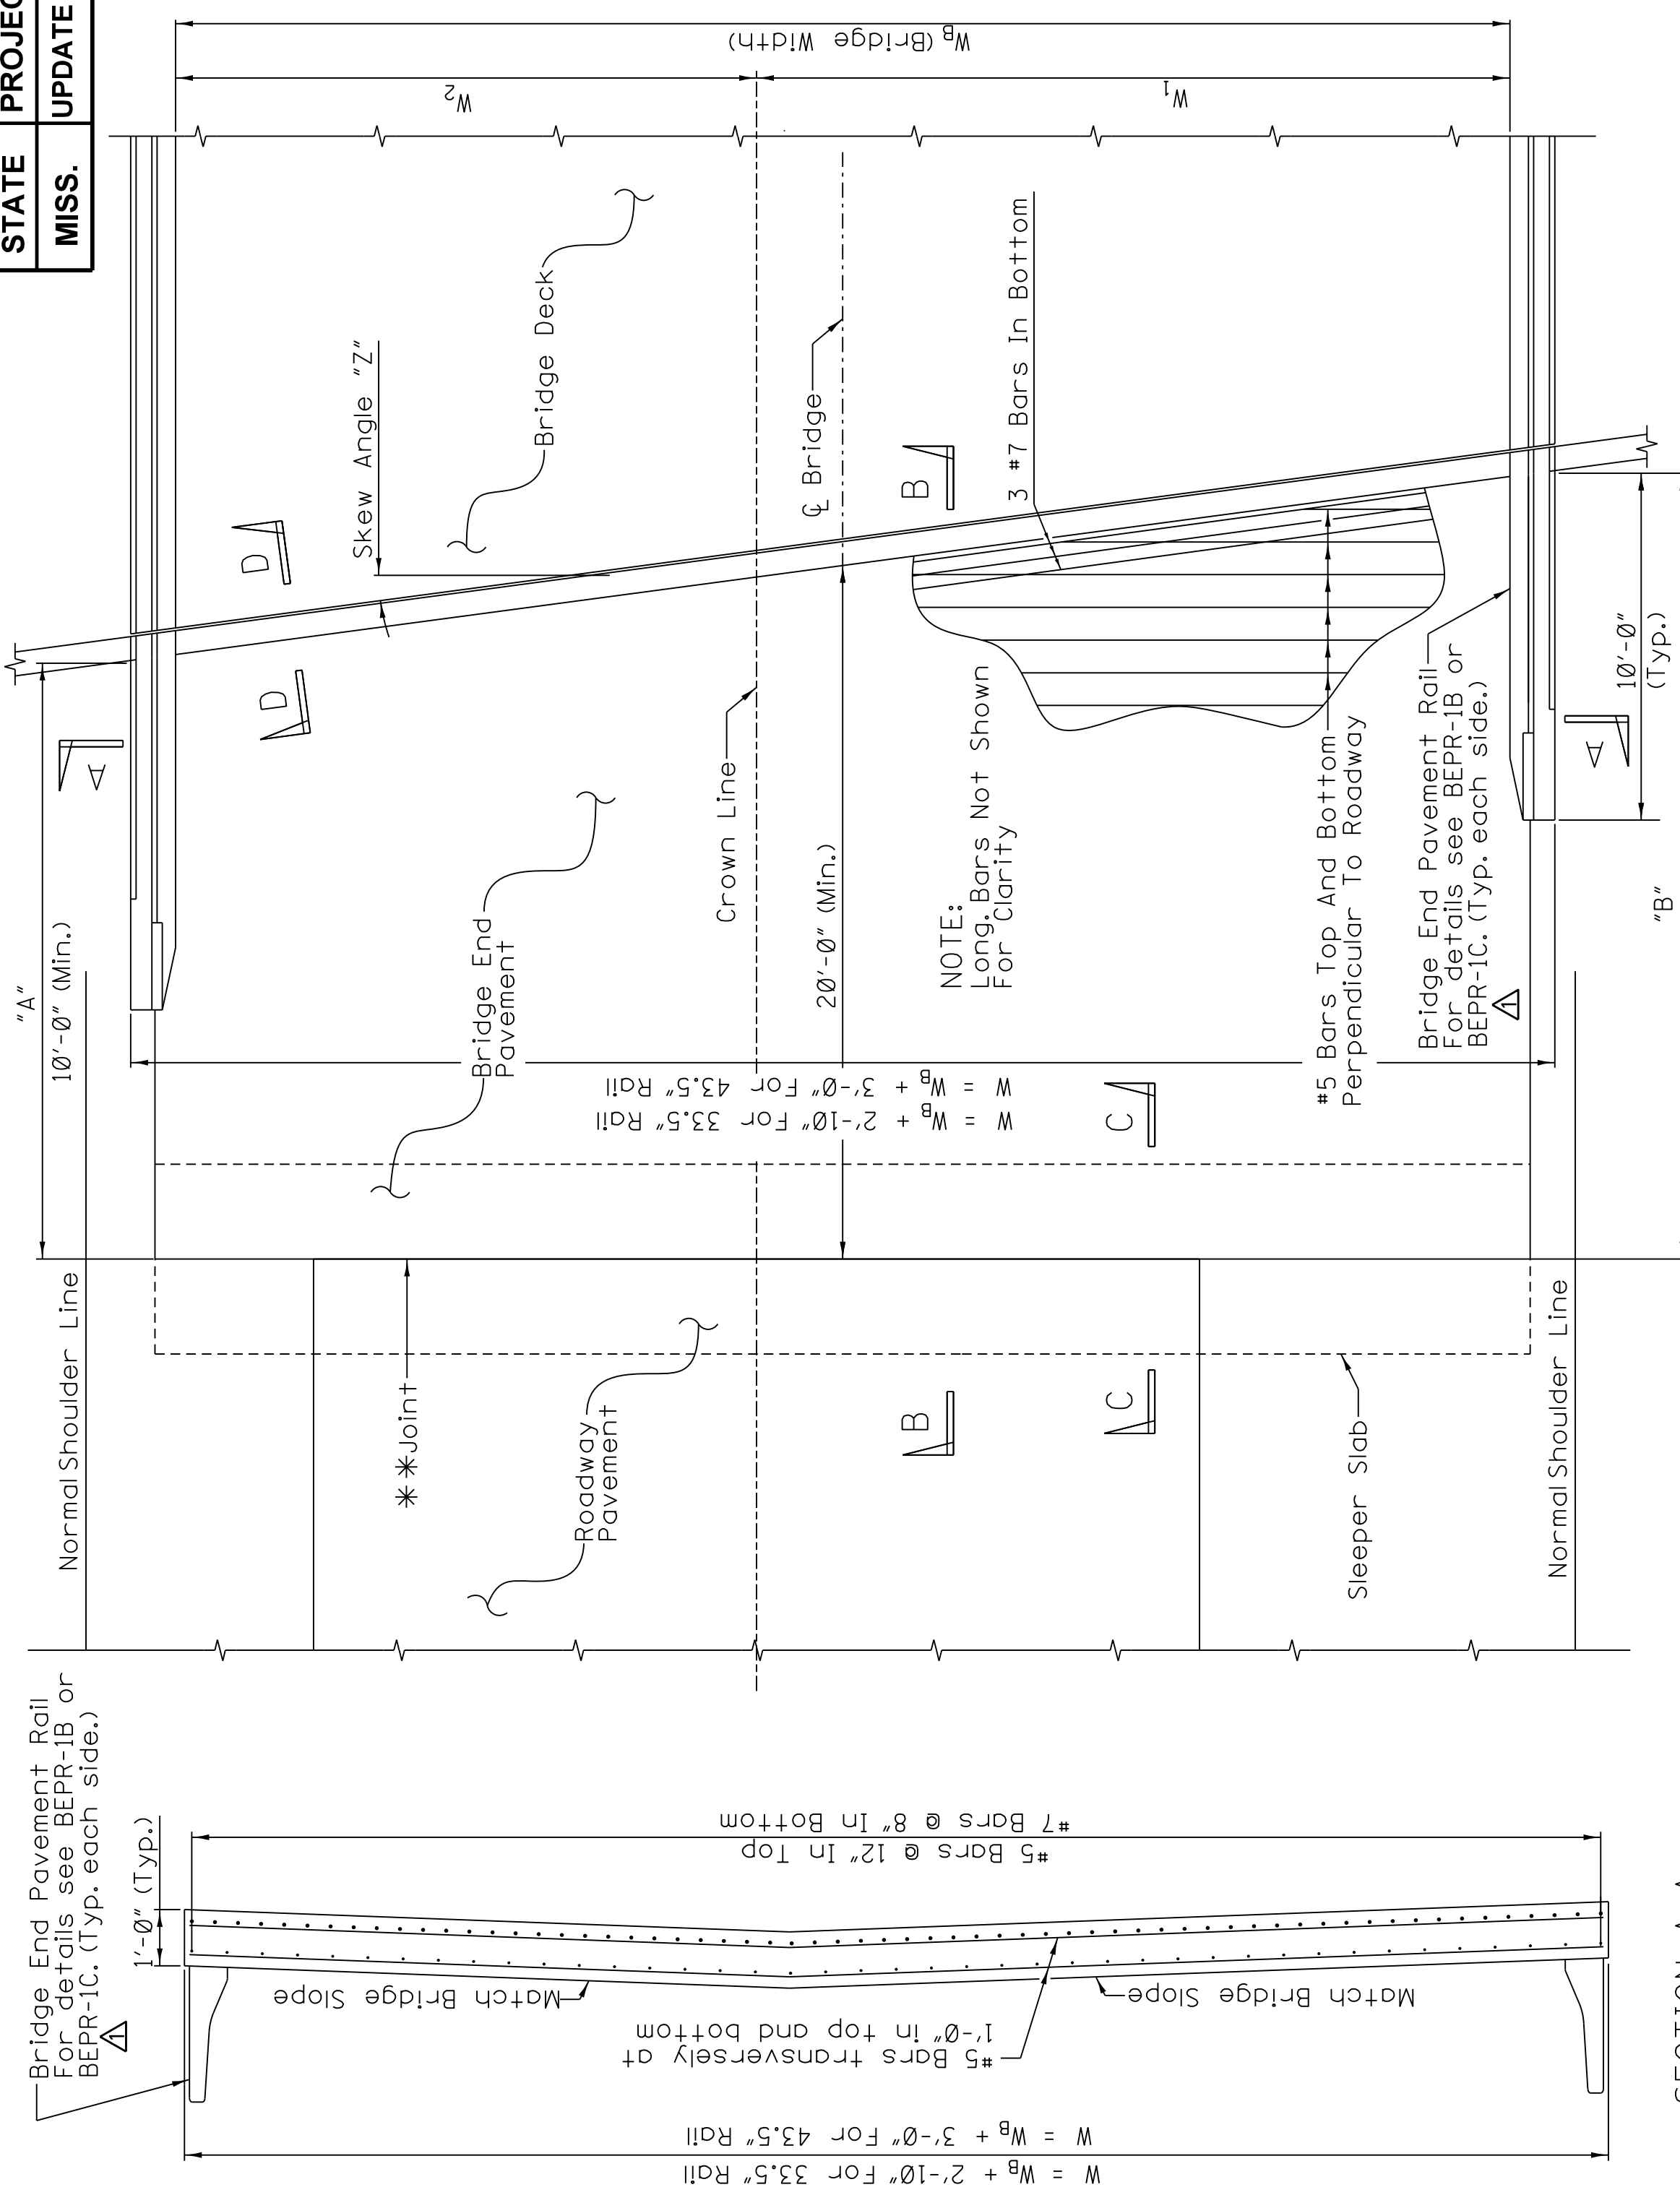 STATE
PROJEC
MISS.
UPDATE
W_B (Bridge Width)
W_2
W_1
Skew Angle "Z"
Bridge Deck
℄ Bridge
3 #7 Bars In Bottom
D
D
B
A
A
"A"
10'-0" (Min.)
Crown Line
20'-0" (Min.)
Bridge End
Pavement
NOTE:
Long. Bars Not Shown
For Clarity
#5 Bars Top And Bottom
Perpendicular To Roadway
Bridge End Pavement Rail
For details see BEPR-1B or
BEPR-1C. (Typ. each side.)
1
10'-0"
(Typ.)
"B"
W = W_B + 3'-0" For 43.5" Rail
W = W_B + 2'-10" For 33.5" Rail
C
Normal Shoulder Line
**Joint
Roadway
Pavement
B
C
Sleeper Slab
Normal Shoulder Line
Bridge End Pavement Rail
For details see BEPR-1B or
BEPR-1C. (Typ. each side.)
1
1'-0" (Typ.)
#7 Bars @ 8" In Bottom
#5 Bars @ 12" In Top
Match Bridge Slope
Match Bridge Slope
#5 Bars transversely at
1'-0" in top and bottom
W = W_B + 3'-0" For 43.5" Rail
W = W_B + 2'-10" For 33.5" Rail